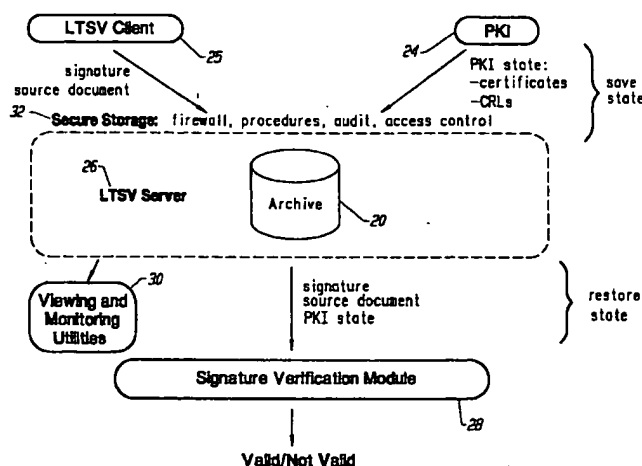 LTSV Client
25
PKI
24
signature
source document
PKI state:
-certificates
-CRLs
save
state
32
Secure Storage: firewall, procedures, audit, access control
26
LTSV Server
Archive
20
30
Viewing and
Monitoring
Utilities
signature
source document
PKI state
restore
state
Signature Verification Module
28
Valid/Not Valid